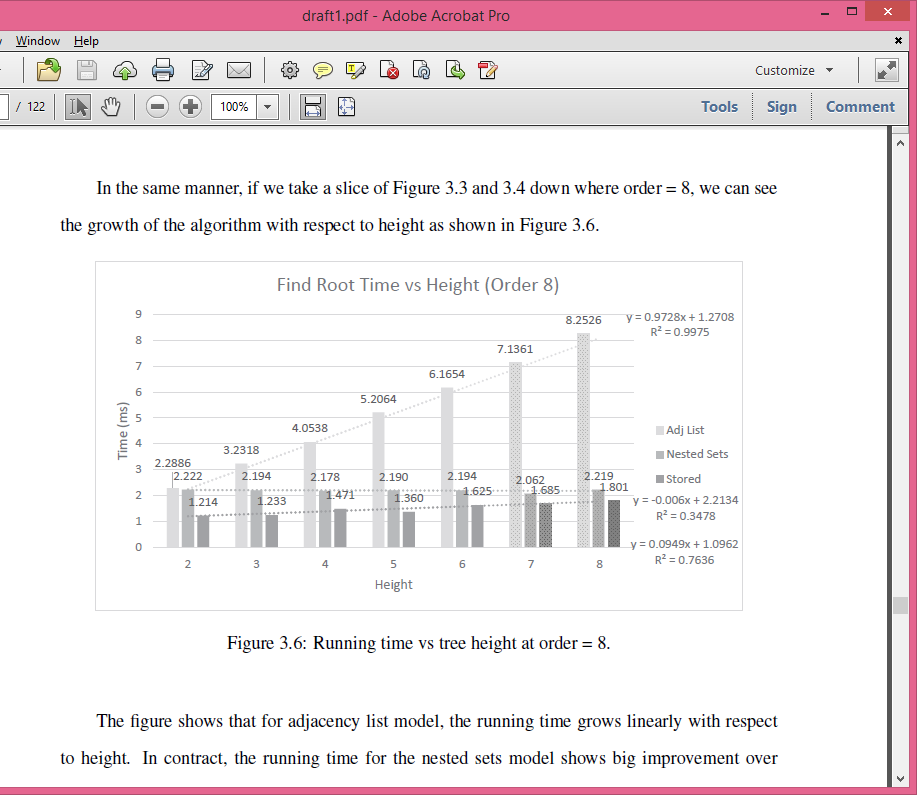 draft1.pdf - Adobe Acrobat Pro
Window Help
Customize
/ 122
100%
Tools Sign Comment
In the same manner, if we take a slice of Figure 3.3 and 3.4 down where order = 8, we can see
the growth of the algorithm with respect to height as shown in Figure 3.6.
Find Root Time vs Height (Order 8)
9
8
7
6
5
4
3
2
1
0
Time (ms)
2.2886
2.222
1.214
3.2318
2.194
1.233
4.0538
2.178
1.471
5.2064
2.190
1.360
6.1654
2.194
1.625
7.1361
2.062
1.685
8.2526
2.219
1.801
y = 0.9728x + 1.2708
R² = 0.9975
Adj List
Nested Sets
Stored
y = -0.006x + 2.2134
R² = 0.3478
y = 0.0949x + 1.0962
R² = 0.7636
2 3 4 5 6 7 8
Height
Figure 3.6: Running time vs tree height at order = 8.
The figure shows that for adjacency list model, the running time grows linearly with respect
to height. In contract, the running time for the nested sets model shows big improvement over